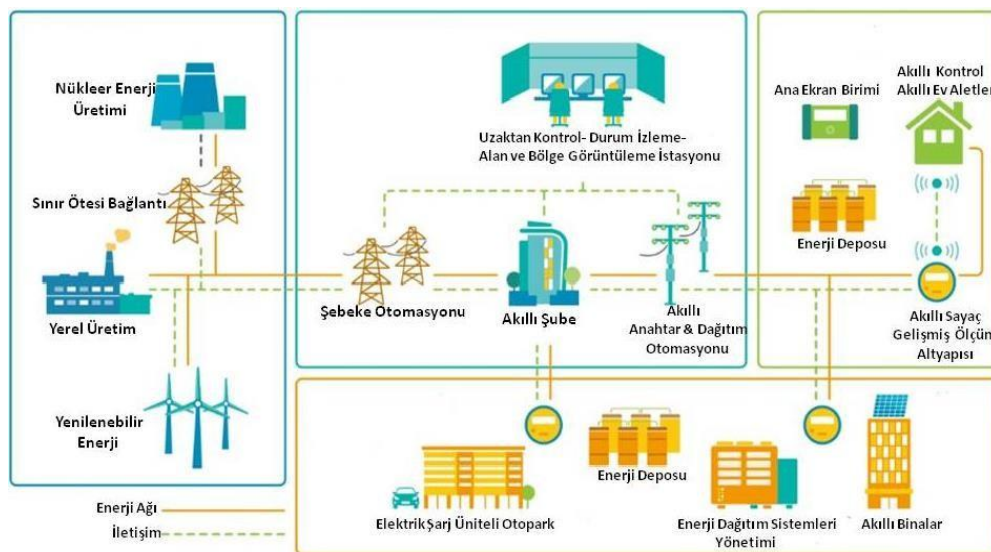 Nükleer Enerji
Üretimi
Sınır Ötesi Bağlantı
Yerel Üretim
Yenilenebilir
Enerji
Enerji Ağı
İletişim
Uzaktan Kontrol- Durum İzleme-
Alan ve Bölge Görüntüleme İstasyonu
Şebeke Otomasyonu
Akıllı Şube
Akıllı
Anahtar & Dağıtım
Otomasyonu
Ana Ekran Birimi
Akıllı Kontrol
Akıllı Ev Aletler
Enerji Deposu
Akıllı Sayaç
Gelişmiş Ölçüm
Altyapısı
Elektrik Şarj Üniteli Otopark
Enerji Deposu
Enerji Dağıtım Sistemleri
Yönetimi
Akıllı Binalar